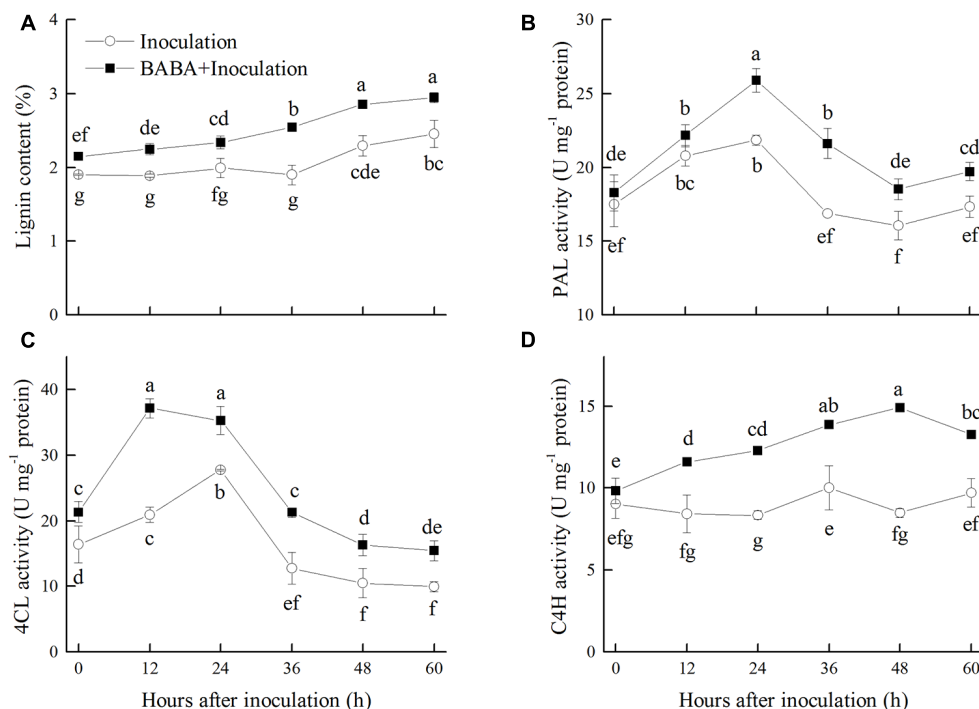 A
Lignin content (%)
4
3
2
1
0
Inoculation
BABA+Inoculation
ef
de
cd
b
a
a
g
g
fg
g
cde
bc
B
PAL activity (U mg-1 protein)
30
25
20
15
10
de
b
a
b
de
cd
ef
bc
b
ef
f
ef
C
4CL activity (U mg-1 protein)
40
30
20
10
0
c
a
a
c
d
de
d
c
b
ef
f
f
0 12 24 36 48 60
Hours after inoculation (h)
D
C4H activity (U mg-1 protein)
15
10
5
0
e
d
cd
ab
a
bc
efg
fg
g
e
fg
ef
0 12 24 36 48 60
Hours after inoculation (h)